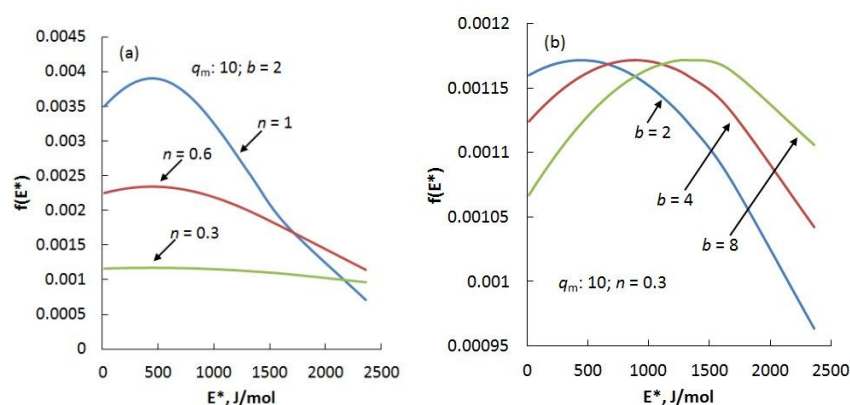 (a)
0.0045
0.004
0.0035
0.003
0.0025
0.002
0.0015
0.001
0.0005
0
f(E*)
qm: 10; b = 2
n = 1
n = 0.6
n = 0.3
0 500 1000 1500 2000 2500
E*, J/mol
(b)
0.0012
0.00115
0.0011
0.00105
0.001
0.00095
f(E*)
b = 2
b = 4
b = 8
qm: 10; n = 0.3
0 500 1000 1500 2000 2500
E*, J/mol